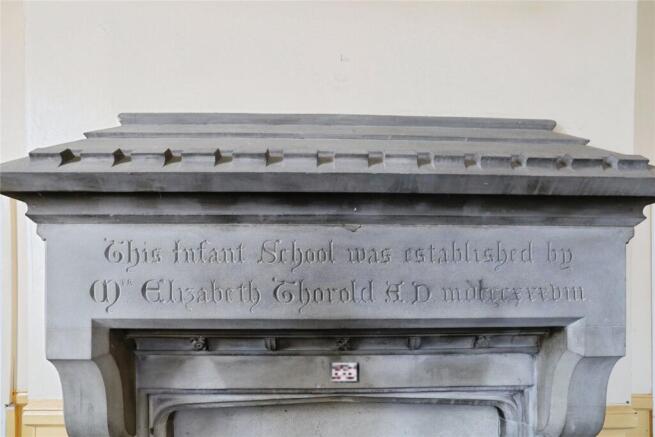 This Infant School was established by
Mrs Elizabeth Thorold A.D. mdcccxxxviii